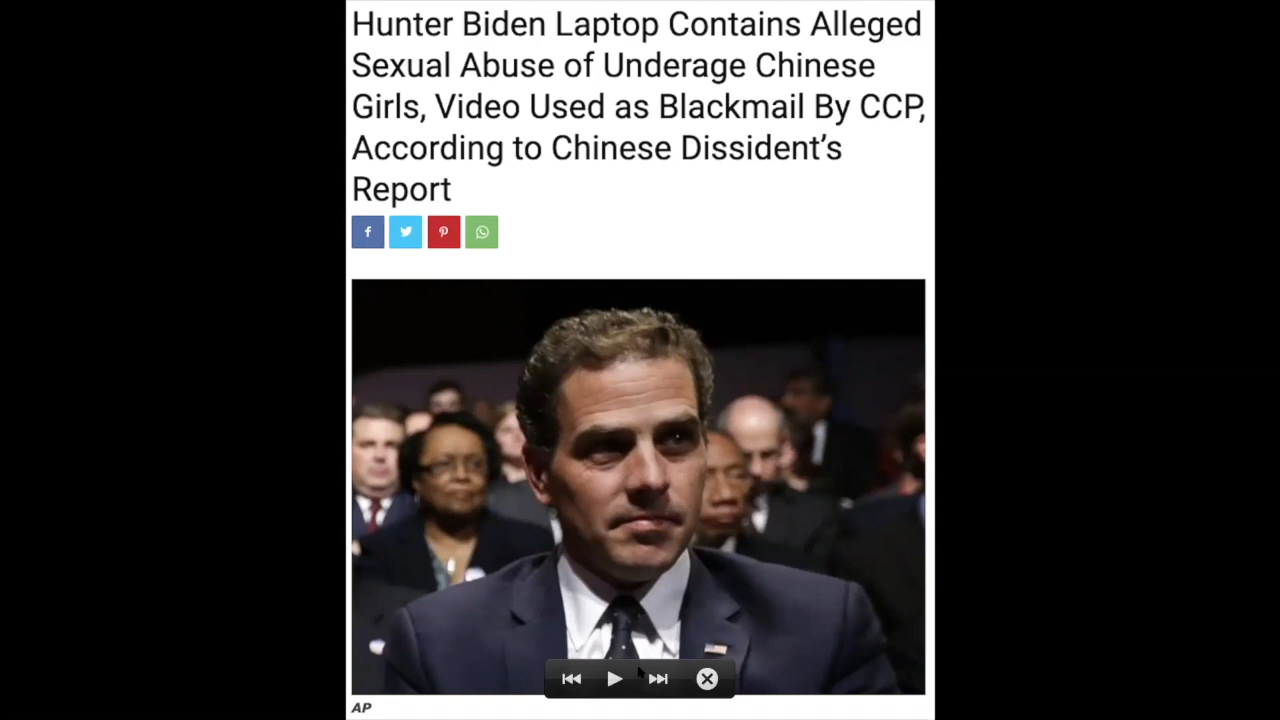 Hunter Biden Laptop Contains Alleged
Sexual Abuse of Underage Chinese
Girls, Video Used as Blackmail By CCP,
According to Chinese Dissident’s
Report
AP